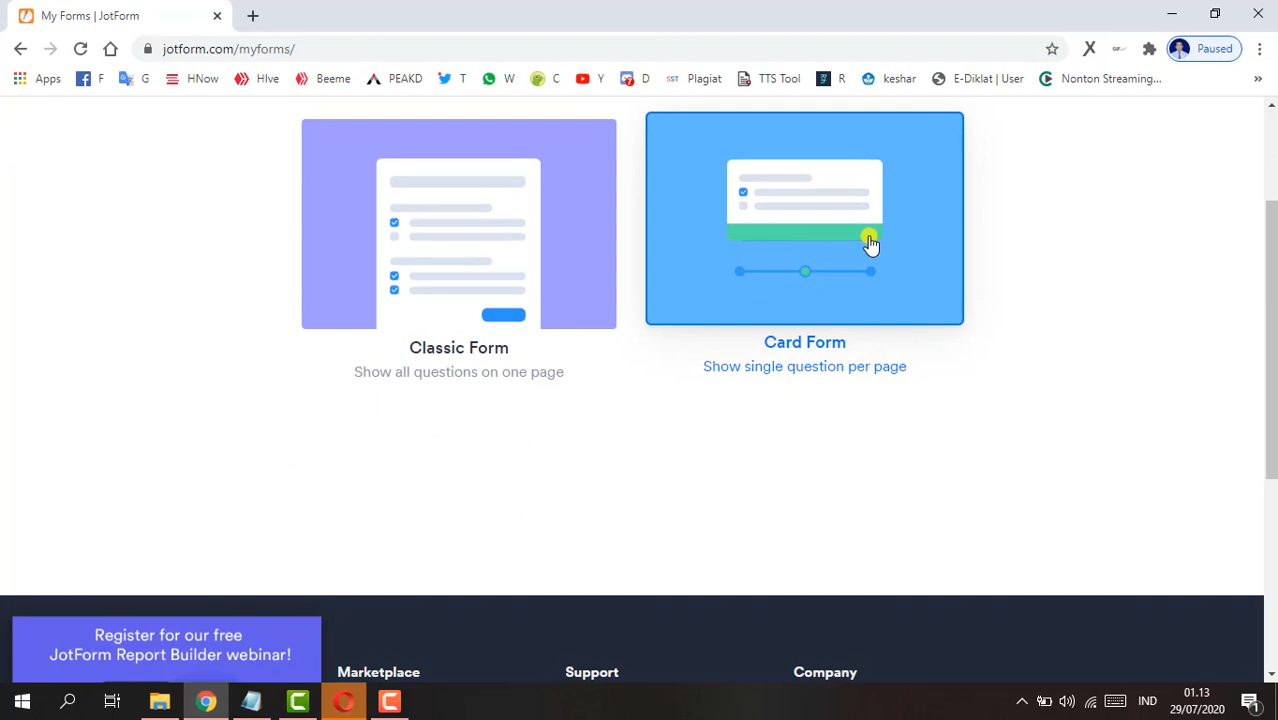 My Forms | JotForm
jotform.com/myforms/
Paused
Apps F G HNow HIve Beeme PEAKD T W C Y D SST Plagiat TTS Tool R keshar E-Diklat | User Nonton Streaming... »
Classic Form
Show all questions on one page
Card Form
Show single question per page
Register for our free
JotForm Report Builder webinar!
Marketplace
Support
Company
IND
01.13
29/07/2020
1